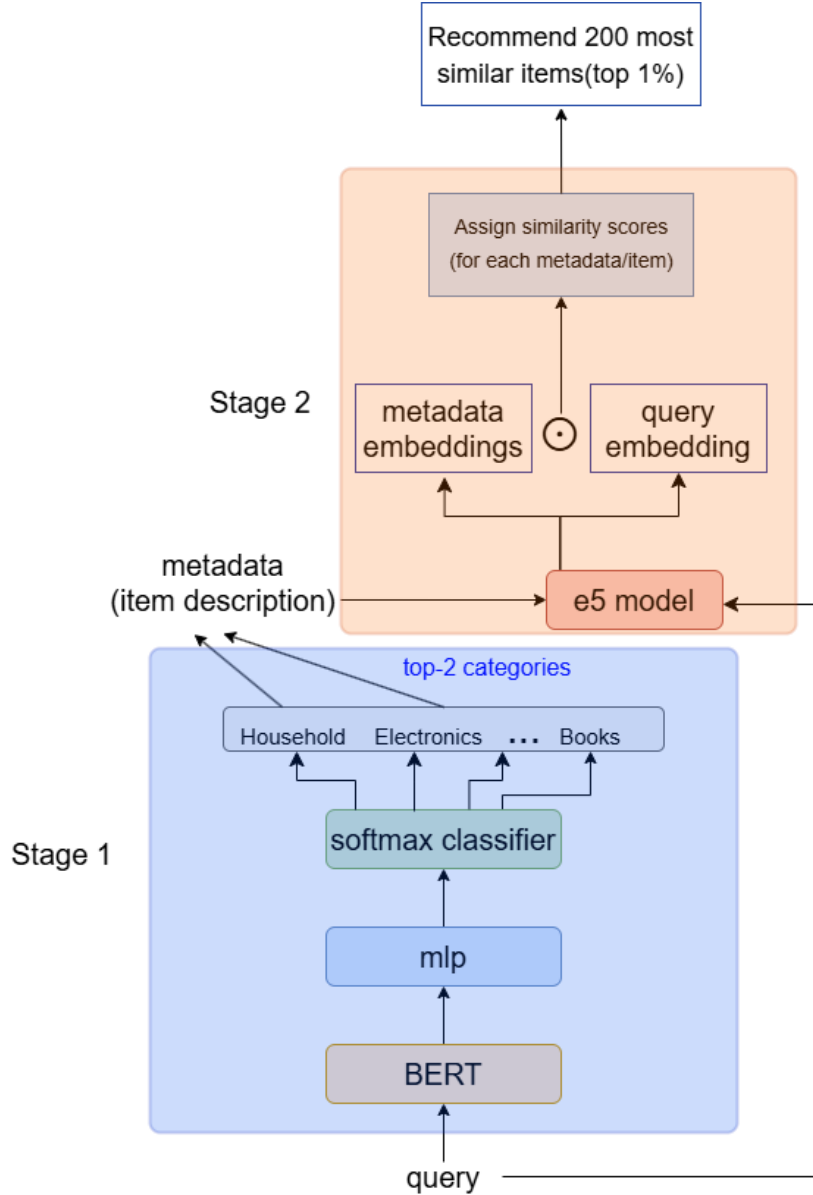 Recommend 200 most
similar items(top 1%)
Assign similarity scores
(for each metadata/item)
Stage 2
metadata
embeddings
query
embedding
metadata
(item description)
e5 model
top-2 categories
Household Electronics ... Books
softmax classifier
Stage 1
mlp
BERT
query